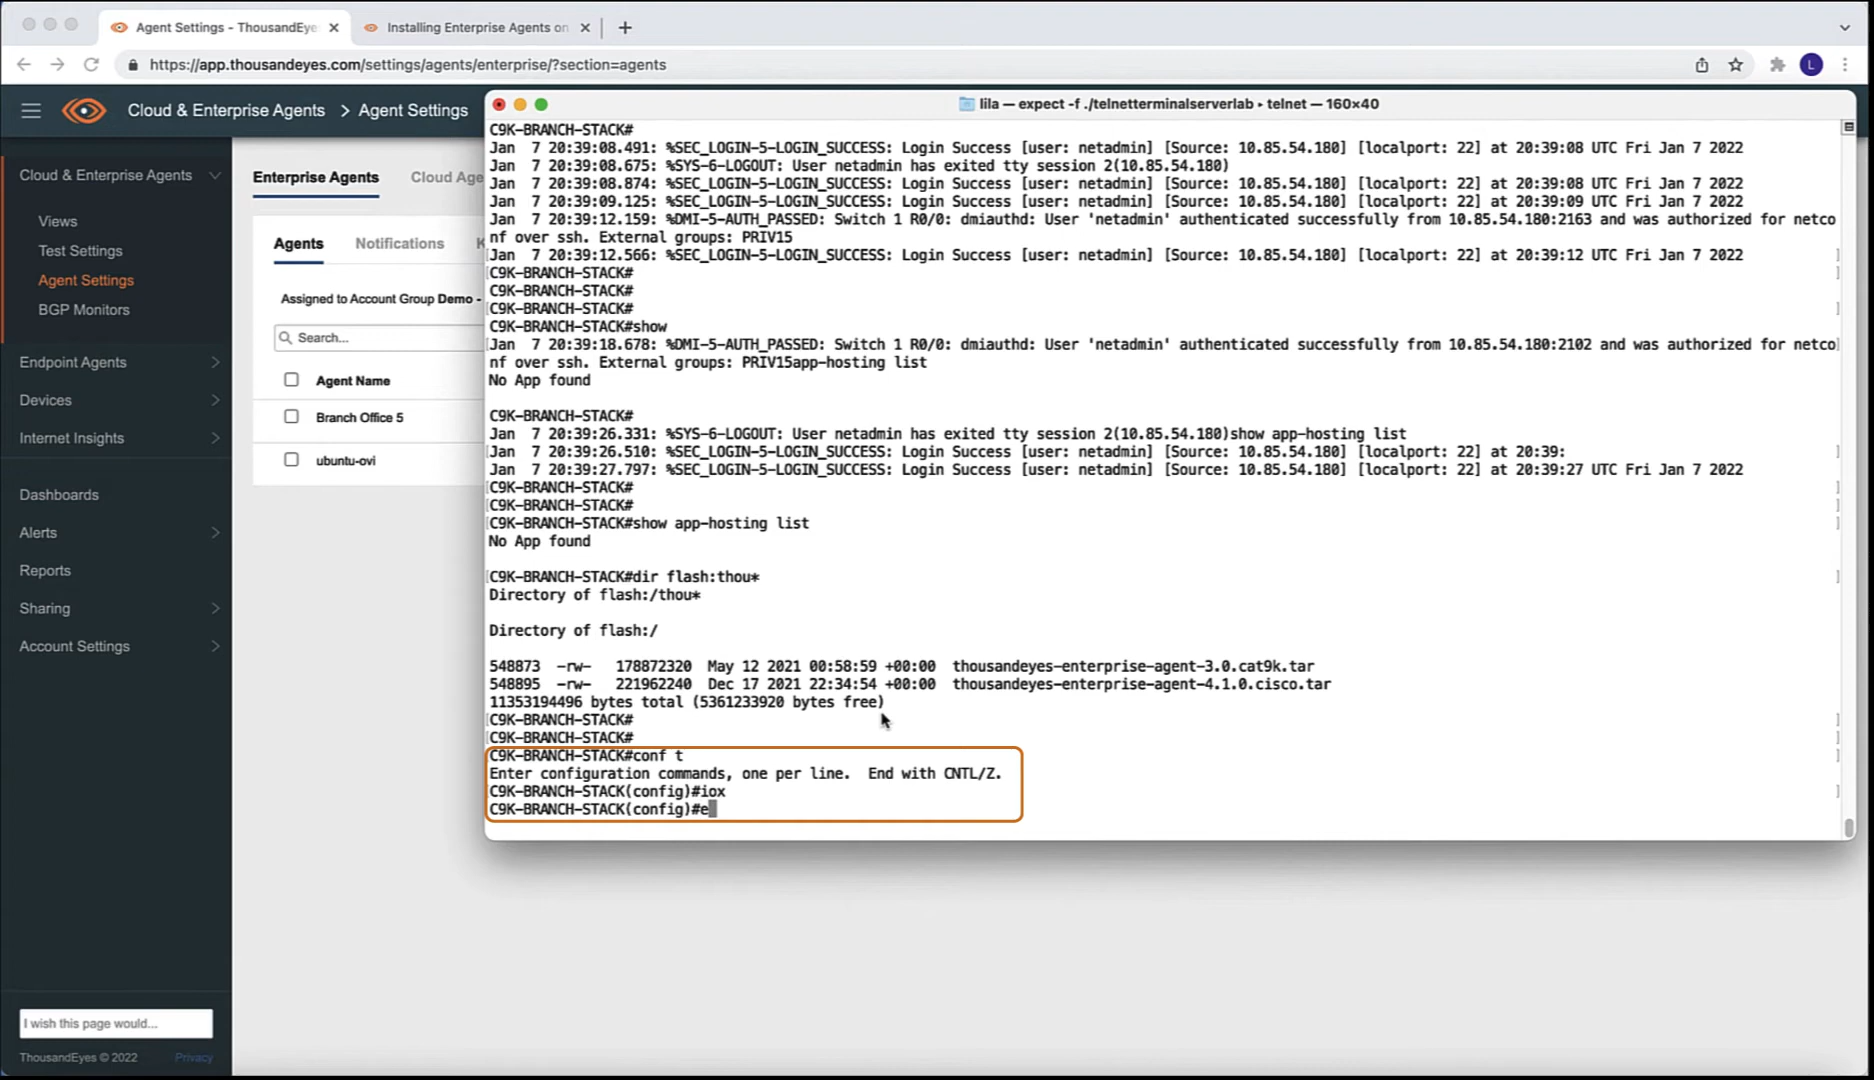 Agent Settings - ThousandEye
Installing Enterprise Agents on
https://app.thousandeyes.com/settings/agents/enterprise/?section=agents
L
Cloud & Enterprise Agents > Agent Settings
Cloud & Enterprise Agents
Views
Test Settings
Agent Settings
BGP Monitors
Endpoint Agents
Devices
Internet Insights
Dashboards
Alerts
Reports
Sharing
Account Settings
I wish this page would...
ThousandEyes © 2022 Privacy
Enterprise Agents Cloud Age
Agents Notifications K
Assigned to Account Group Demo -
Search...
Agent Name
Branch Office 5
ubuntu-ovi
lila — expect -f ./telnetterminalserverlab ▸ telnet — 160×40
C9K-BRANCH-STACK#
Jan  7 20:39:08.491: %SEC_LOGIN-5-LOGIN_SUCCESS: Login Success [user: netadmin] [Source: 10.85.54.180] [localport: 22] at 20:39:08 UTC Fri Jan 7 2022
Jan  7 20:39:08.675: %SYS-6-LOGOUT: User netadmin has exited tty session 2(10.85.54.180)
Jan  7 20:39:08.874: %SEC_LOGIN-5-LOGIN_SUCCESS: Login Success [user: netadmin] [Source: 10.85.54.180] [localport: 22] at 20:39:08 UTC Fri Jan 7 2022
Jan  7 20:39:09.125: %SEC_LOGIN-5-LOGIN_SUCCESS: Login Success [user: netadmin] [Source: 10.85.54.180] [localport: 22] at 20:39:09 UTC Fri Jan 7 2022
Jan  7 20:39:12.159: %DMI-5-AUTH_PASSED: Switch 1 R0/0: dmiauthd: User 'netadmin' authenticated successfully from 10.85.54.180:2163 and was authorized for netco
nf over ssh. External groups: PRIV15
Jan  7 20:39:12.566: %SEC_LOGIN-5-LOGIN_SUCCESS: Login Success [user: netadmin] [Source: 10.85.54.180] [localport: 22] at 20:39:12 UTC Fri Jan 7 2022
C9K-BRANCH-STACK#
C9K-BRANCH-STACK#
C9K-BRANCH-STACK#
C9K-BRANCH-STACK#show
Jan  7 20:39:18.678: %DMI-5-AUTH_PASSED: Switch 1 R0/0: dmiauthd: User 'netadmin' authenticated successfully from 10.85.54.180:2102 and was authorized for netco
nf over ssh. External groups: PRIV15app-hosting list
No App found
C9K-BRANCH-STACK#
Jan  7 20:39:26.331: %SYS-6-LOGOUT: User netadmin has exited tty session 2(10.85.54.180)show app-hosting list
Jan  7 20:39:26.510: %SEC_LOGIN-5-LOGIN_SUCCESS: Login Success [user: netadmin] [Source: 10.85.54.180] [localport: 22] at 20:39:
Jan  7 20:39:27.797: %SEC_LOGIN-5-LOGIN_SUCCESS: Login Success [user: netadmin] [Source: 10.85.54.180] [localport: 22] at 20:39:27 UTC Fri Jan 7 2022
C9K-BRANCH-STACK#
C9K-BRANCH-STACK#
C9K-BRANCH-STACK#show app-hosting list
No App found
C9K-BRANCH-STACK#dir flash:thou*
Directory of flash:/thou*
Directory of flash:/
548873  -rw-   178872320  May 12 2021 00:58:59 +00:00  thousandeyes-enterprise-agent-3.0.cat9k.tar
548895  -rw-   221962240  Dec 17 2021 22:34:54 +00:00  thousandeyes-enterprise-agent-4.1.0.cisco.tar
11353194496 bytes total (5361233920 bytes free)
C9K-BRANCH-STACK#
C9K-BRANCH-STACK#
C9K-BRANCH-STACK#conf t
Enter configuration commands, one per line.  End with CNTL/Z.
C9K-BRANCH-STACK(config)#iox
C9K-BRANCH-STACK(config)#e